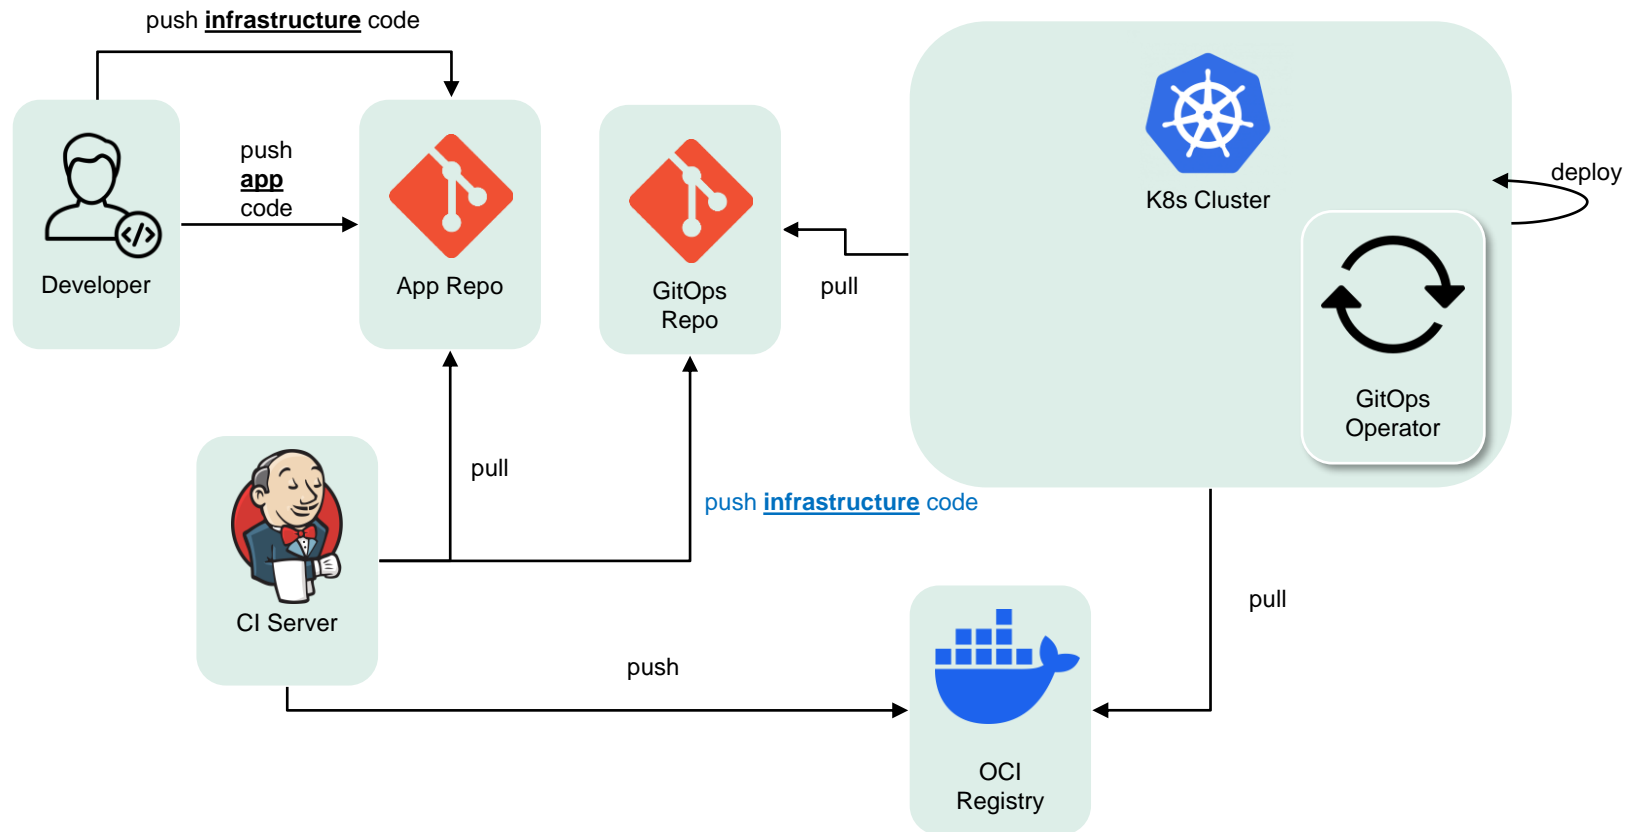 push infrastructure code
push
app
code
Developer
App Repo
GitOps
Repo
pull
K8s Cluster
deploy
GitOps
Operator
pull
push infrastructure code
CI Server
pull
push
OCI
Registry